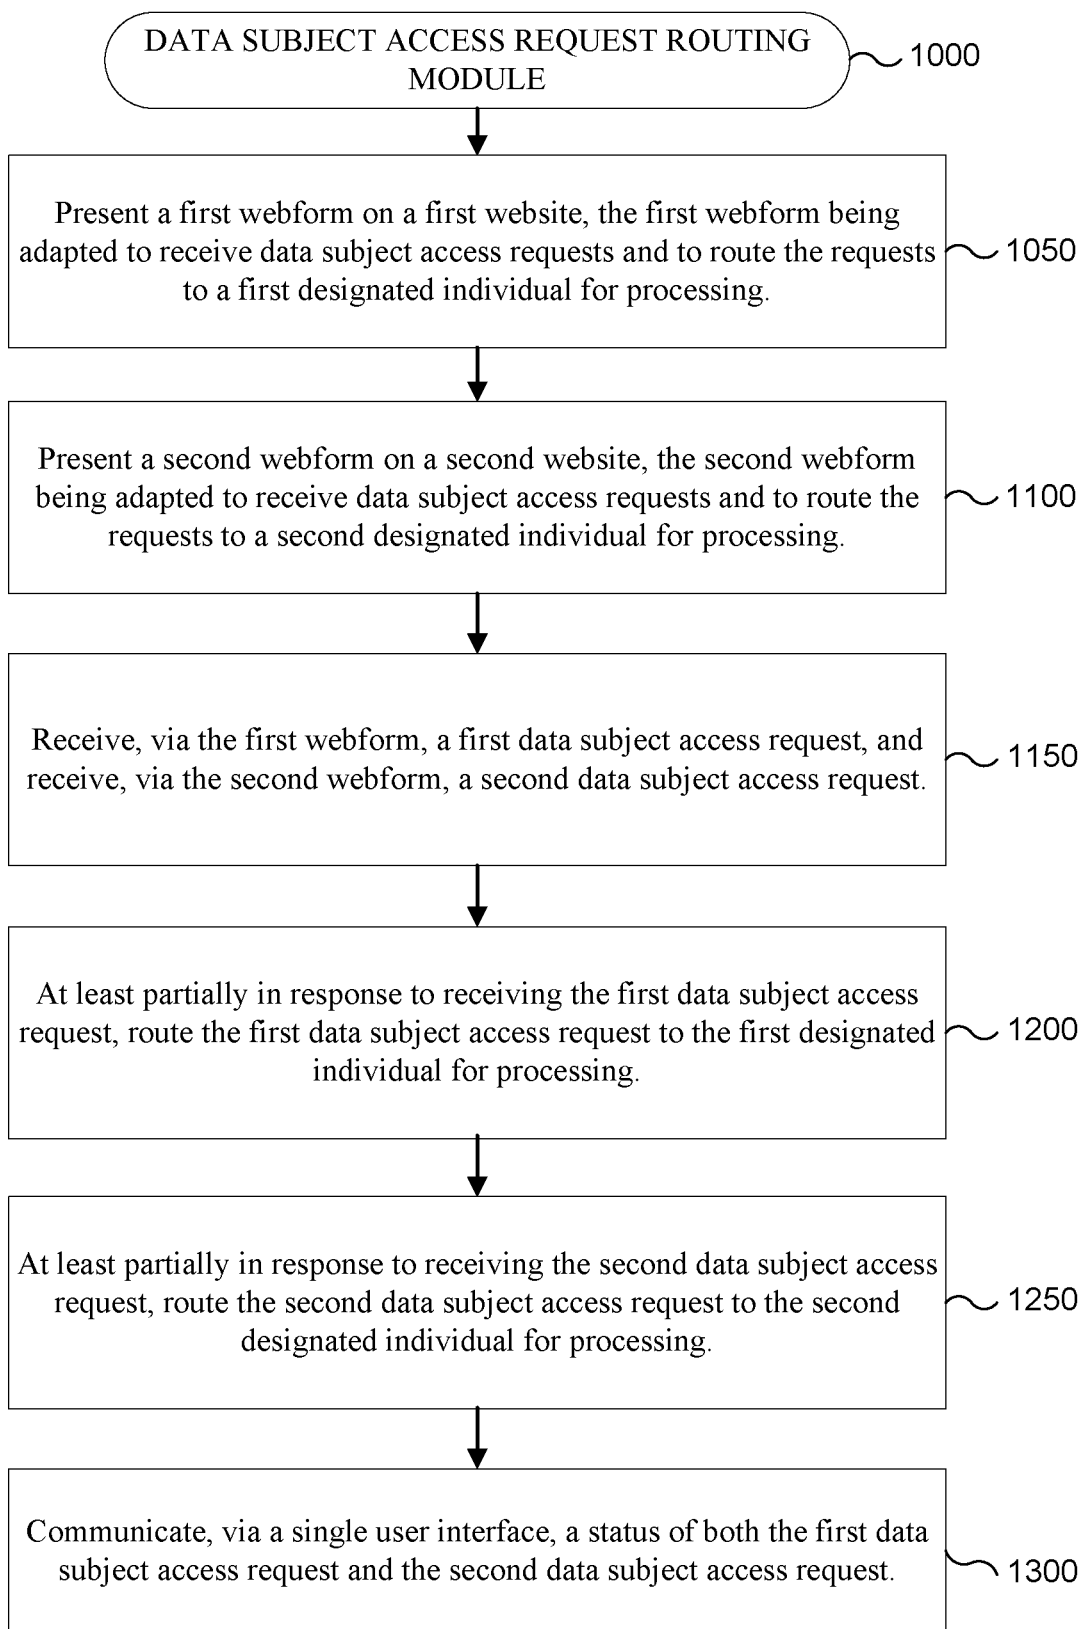 DATA SUBJECT ACCESS REQUEST ROUTING
MODULE
1000
Present a first webform on a first website, the first webform being
adapted to receive data subject access requests and to route the requests
to a first designated individual for processing.
1050
Present a second webform on a second website, the second webform
being adapted to receive data subject access requests and to route the
requests to a second designated individual for processing.
1100
Receive, via the first webform, a first data subject access request, and
receive, via the second webform, a second data subject access request.
1150
At least partially in response to receiving the first data subject access
request, route the first data subject access request to the first designated
individual for processing.
1200
At least partially in response to receiving the second data subject access
request, route the second data subject access request to the second
designated individual for processing.
1250
Communicate, via a single user interface, a status of both the first data
subject access request and the second data subject access request.
1300